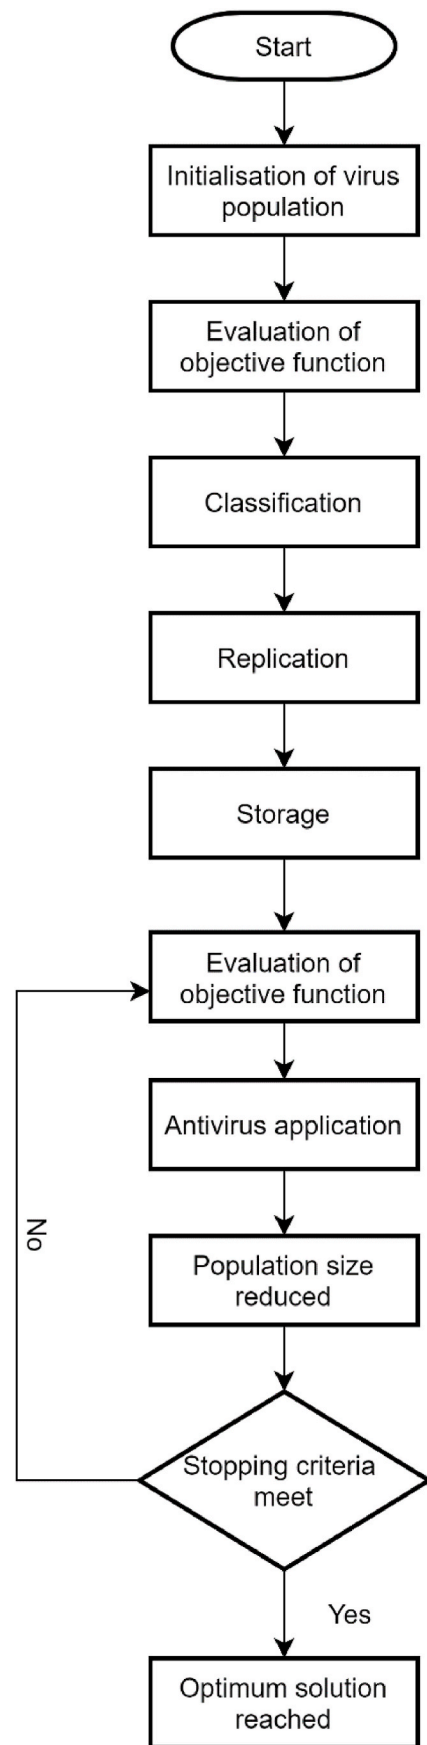 Start
Initialisation of virus
population
Evaluation of
objective function
Classification
Replication
Storage
Evaluation of
objective function
Antivirus application
Population size
reduced
No
Stopping criteria
meet
Yes
Optimum solution
reached